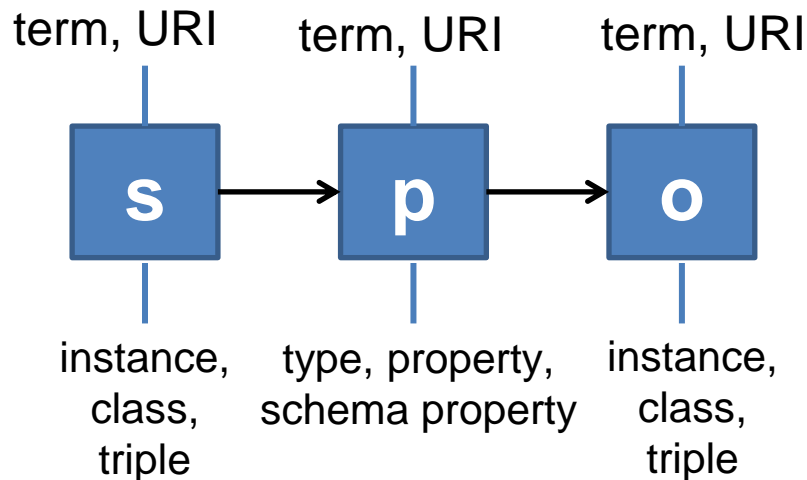 term, URI
term, URI
term, URI
s
p
o
instance,
class,
triple
type, property,
schema property
instance,
class,
triple